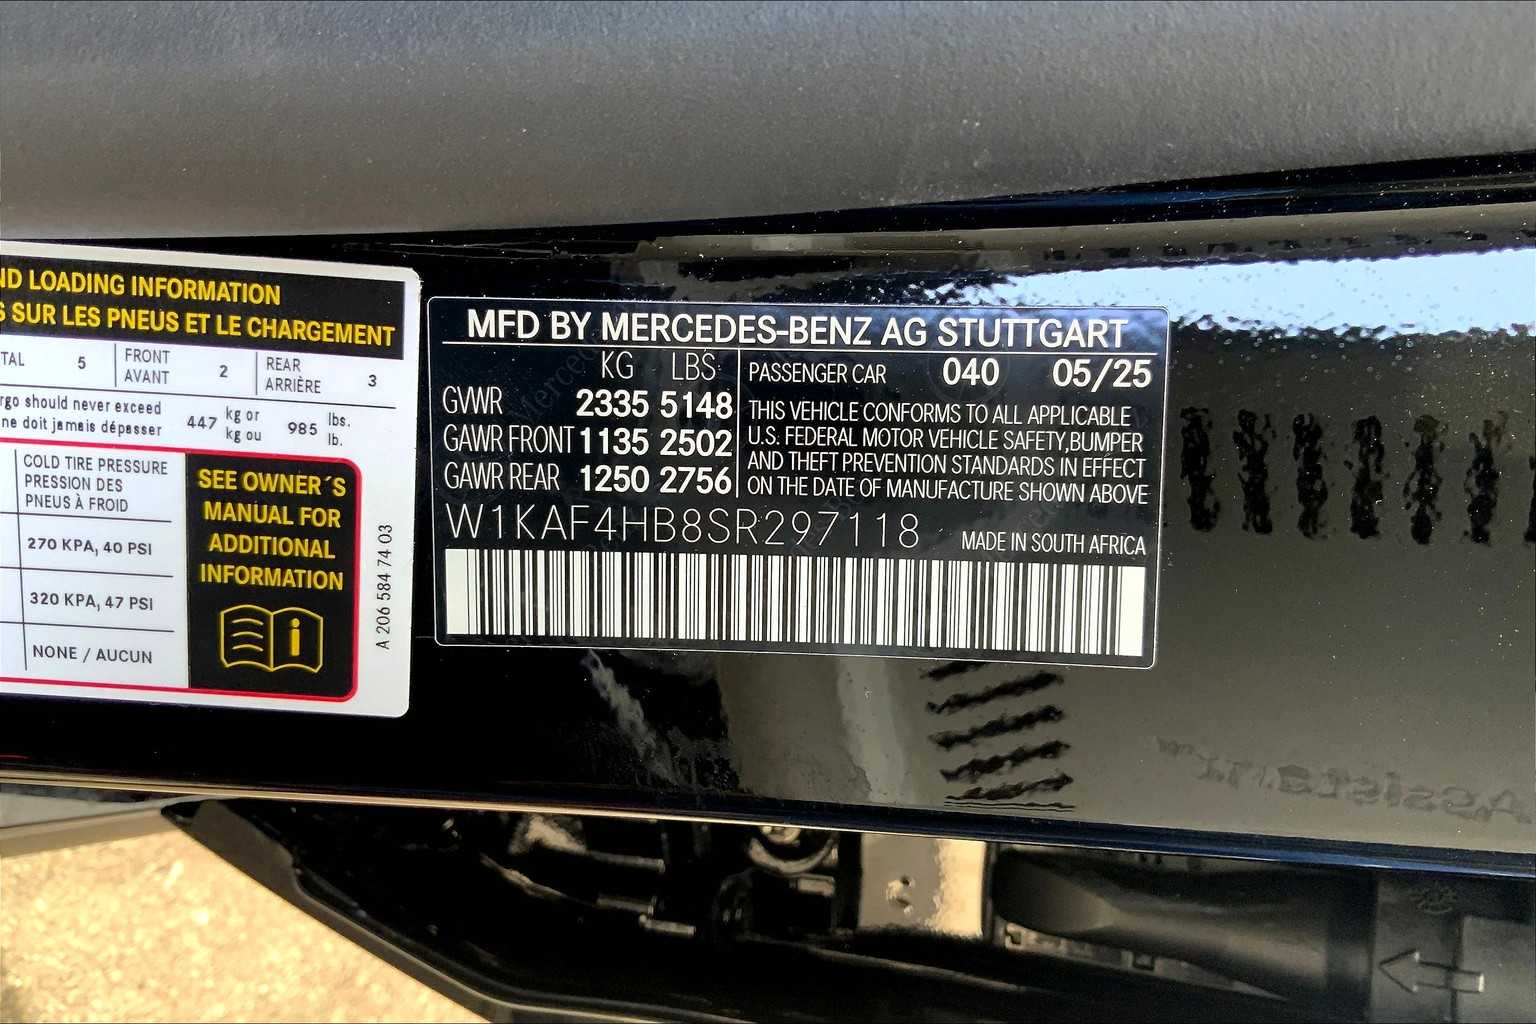 ND LOADING INFORMATION
S SUR LES PNEUS ET LE CHARGEMENT
TAL 5 FRONT AVANT 2 REAR ARRIÈRE 3
rgo should never exceed
ne doit jamais dépasser
447 kg or kg ou 985 lbs. lb.
COLD TIRE PRESSURE
PRESSION DES
PNEUS À FROID
270 KPA, 40 PSI
320 KPA, 47 PSI
NONE / AUCUN
SEE OWNER´S
MANUAL FOR
ADDITIONAL
INFORMATION
A 206 584 74 03
MFD BY MERCEDES-BENZ AG STUTTGART
KG LBS
GVWR 2335 5148
GAWR FRONT 1135 2502
GAWR REAR 1250 2756
PASSENGER CAR 040 05/25
THIS VEHICLE CONFORMS TO ALL APPLICABLE
U.S. FEDERAL MOTOR VEHICLE SAFETY,BUMPER
AND THEFT PREVENTION STANDARDS IN EFFECT
ON THE DATE OF MANUFACTURE SHOWN ABOVE
W1KAF4HB8SR297118
MADE IN SOUTH AFRICA